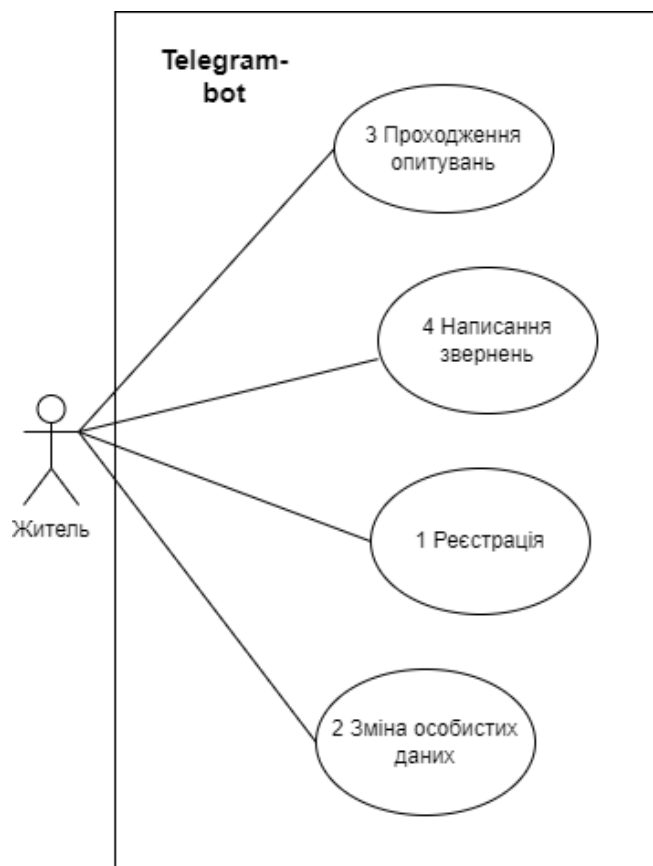 Telegram-
bot
3 Проходження
опитувань
4 Написання
звернень
Житель
1 Реєстрація
2 Зміна особистих
даних